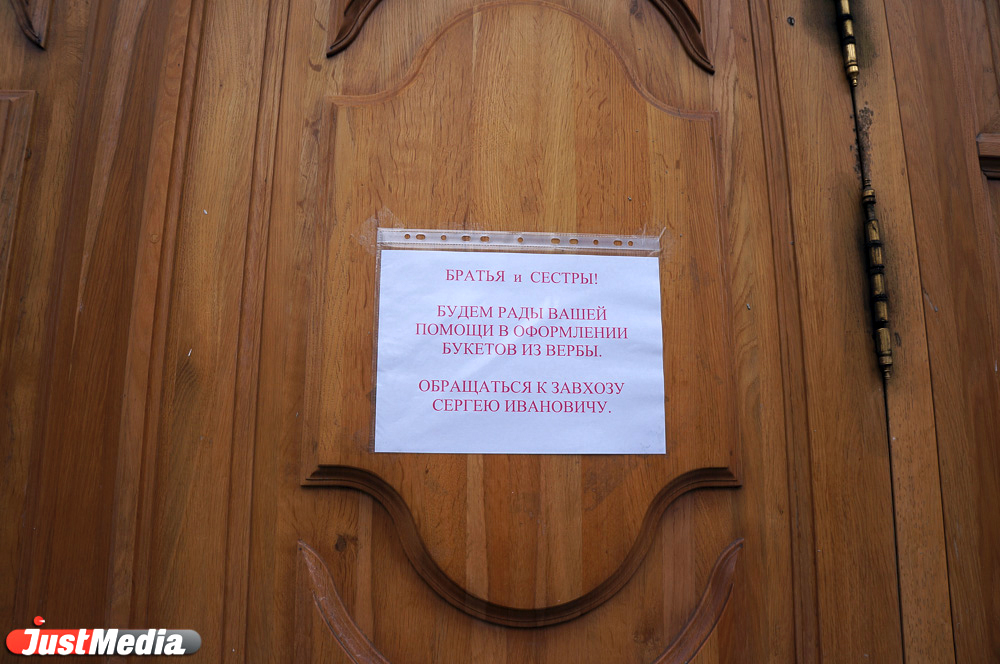 БРАТЬЯ и СЕСТРЫ!
БУДЕМ РАДЫ ВАШЕЙ
ПОМОЩИ В ОФОРМЛЕНИИ
БУКЕТОВ ИЗ ВЕРБЫ.
ОБРАЩАТЬСЯ К ЗАВХОЗУ
СЕРГЕЮ ИВАНОВИЧУ.
JustMedia